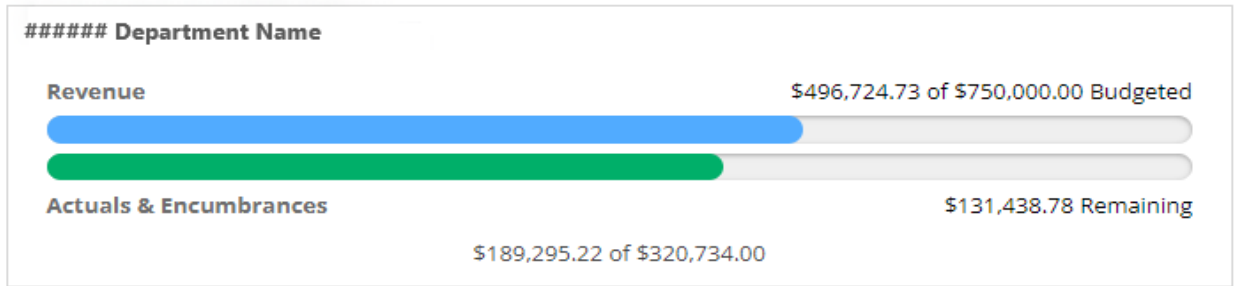 ###### Department Name
Revenue $496,724.73 of $750,000.00 Budgeted
Actuals & Encumbrances $131,438.78 Remaining
$189,295.22 of $320,734.00